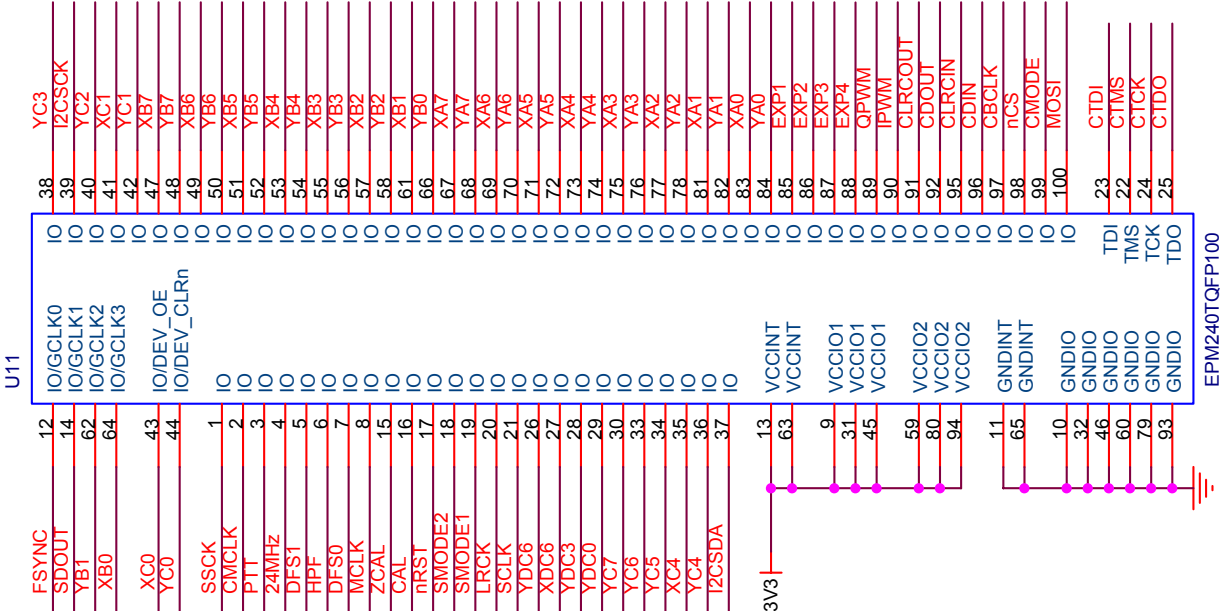 YC3 I2CSCK YC2 XC1 YC1 XB7 YB7 XB6 YB6 XB5 YB5 XB4 YB4 XB3 YB3 XB2 YB2 XB1 YB0 XA7 YA7 XA6 YA6 XA5 YA5 XA4 YA4 XA3 YA3 XA2 YA2 XA1 YA1 XA0 YA0 EXP1 EXP2 EXP3 EXP4 QPWM IPWM CLRCOUT CDOUT CLRCIN CDIN CBCLK nCS CMODE MOSI CTDI CTMS CTCK CTDO
38 39 40 41 42 47 48 49 50 51 52 53 54 55 56 57 58 61 66 67 68 69 70 71 72 73 74 75 76 77 78 81 82 83 84 85 86 87 88 89 90 91 92 95 96 97 98 99 100 23 22 24 25
IO IO IO IO IO IO IO IO IO IO IO IO IO IO IO IO IO IO IO IO IO IO IO IO IO IO IO IO IO IO IO IO IO IO IO IO IO IO IO IO IO IO IO IO IO IO IO IO IO TDI TMS TCK TDO
U11
IO/GCLK0 IO/GCLK1 IO/GCLK2 IO/GCLK3 IO/DEV_OE IO/DEV_CLRn IO IO IO IO IO IO IO IO IO IO IO IO IO IO IO IO IO IO IO IO IO IO IO IO IO VCCINT VCCINT VCCIO1 VCCIO1 VCCIO1 VCCIO2 VCCIO2 VCCIO2 GNDINT GNDINT GNDIO GNDIO GNDIO GNDIO GNDIO GNDIO
EPM240TQFP100
12 14 62 64 43 44 1 2 3 4 5 6 7 8 15 16 17 18 19 20 21 26 27 28 29 30 33 34 35 36 37 13 63 9 31 45 59 80 94 11 65 10 32 46 60 79 93
FSYNC SDOUT YB1 XB0 XC0 YC0 SSCK CMCLK PTT 24MHz DFS1 HPF DFS0 MCLK ZCAL CAL nRST SMODE2 SMODE1 LRCK SCLK YDC6 XDC6 YDC3 YDC0 YC7 YC6 YC5 XC4 YC4 I2CSDA
3V3